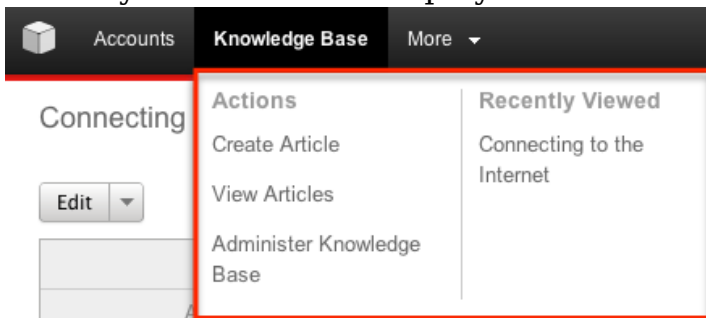 Accounts Knowledge Base More
Actions
Create Article
View Articles
Administer Knowledge
Base
Recently Viewed
Connecting to the
Internet
Connecting
Edit